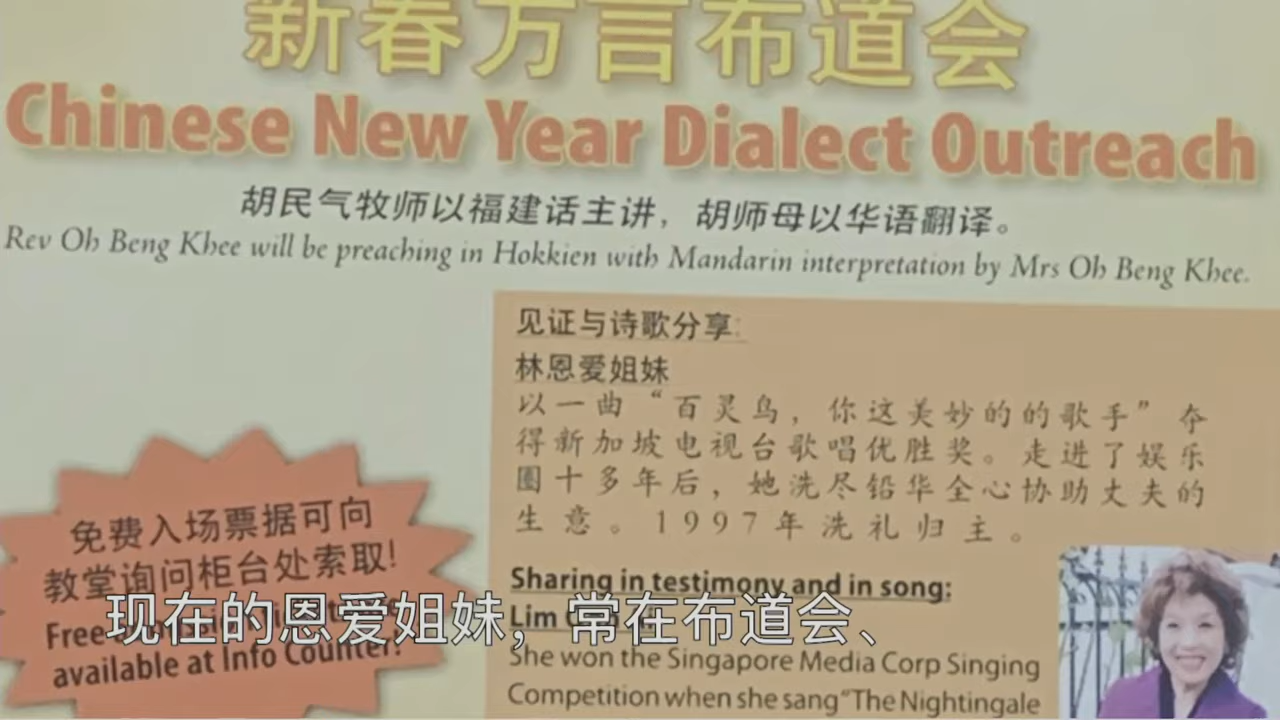 新春方言布道会
Chinese New Year Dialect Outreach
胡民气牧师以福建话主讲，胡师母以华语翻译。
Rev Oh Beng Khee will be preaching in Hokkien with Mandarin interpretation by Mrs Oh Beng Khee.
见证与诗歌分享:
林恩爱姐妹
以一曲“百灵鸟，你这美妙的的歌手”夺
得新加坡电视台歌唱优胜奖。走进了娱乐
圈十多年后，她洗尽铅华全心协助丈夫的
生意。1997年洗礼归主。
免费入场票据可向
教堂询问柜台处索取!
Free
available at Info Counter!
Sharing in testimony and in song:
Lim
She won the Singapore Media Corp Singing
Competition when she sang “The Nightingale
现在的恩爱姐妹，常在布道会、